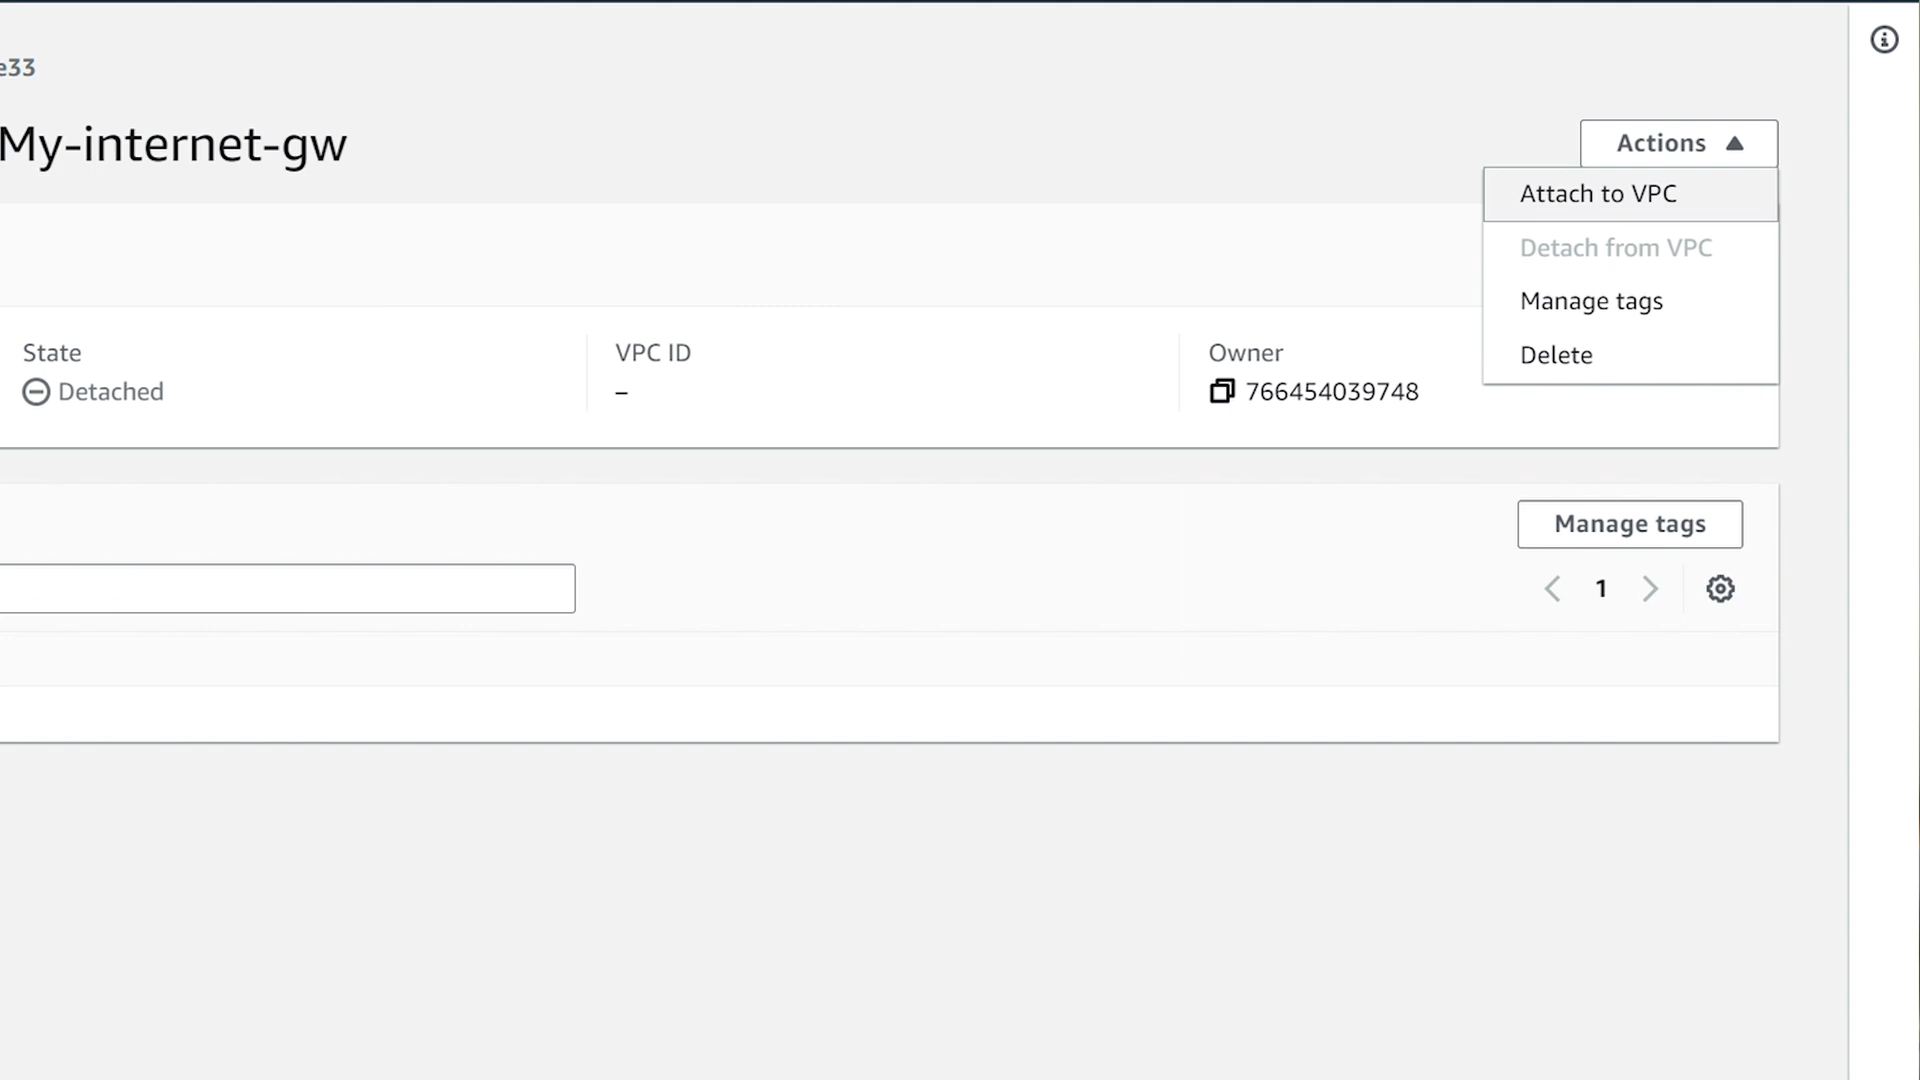 e33
My-internet-gw
Actions
Attach to VPC
Detach from VPC
Manage tags
Delete
State
Detached
VPC ID
–
Owner
766454039748
Manage tags
1